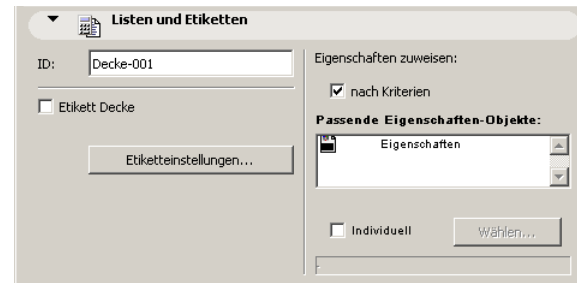 Listen und Etiketten
ID:
Decke-001
Etikett Decke
Etiketteinstellungen...
Eigenschaften zuweisen:
nach Kriterien
Passende Eigenschaften-Objekte:
Eigenschaften
Individuell
Wählen...
-